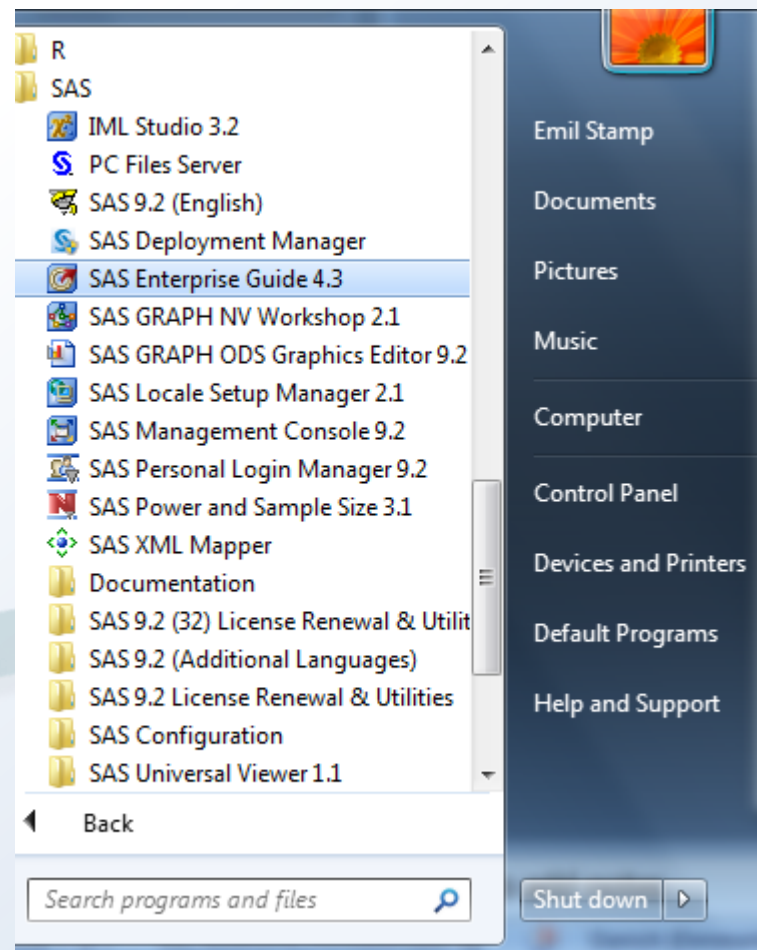 R
SAS
IML Studio 3.2
PC Files Server
SAS 9.2 (English)
SAS Deployment Manager
SAS Enterprise Guide 4.3
SAS GRAPH NV Workshop 2.1
SAS GRAPH ODS Graphics Editor 9.2
SAS Locale Setup Manager 2.1
SAS Management Console 9.2
SAS Personal Login Manager 9.2
SAS Power and Sample Size 3.1
SAS XML Mapper
Documentation
SAS 9.2 (32) License Renewal & Utilit
SAS 9.2 (Additional Languages)
SAS 9.2 License Renewal & Utilities
SAS Configuration
SAS Universal Viewer 1.1
Back
Search programs and files
Emil Stamp
Documents
Pictures
Music
Computer
Control Panel
Devices and Printers
Default Programs
Help and Support
Shut down